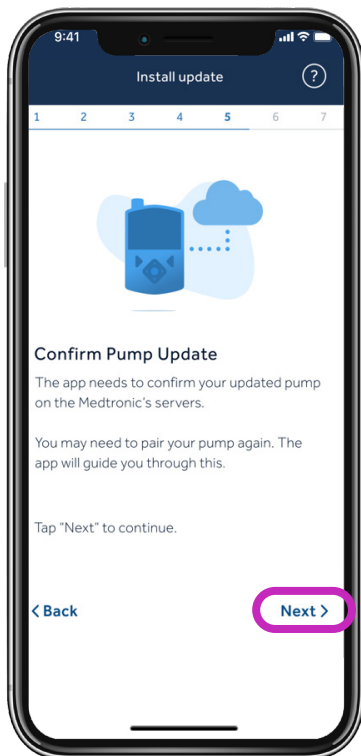 9:41
Install update ?
1 2 3 4 5 6 7
Confirm Pump Update
The app needs to confirm your updated pump
on the Medtronic's servers.
You may need to pair your pump again. The
app will guide you through this.
Tap "Next" to continue.
< Back Next >